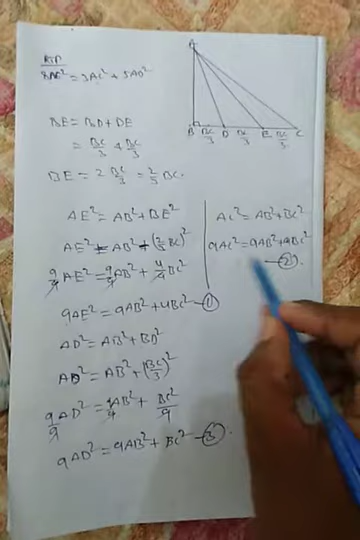 RTP
8AE² = 3AC² + 5AD²
A
B BC/3 D BC/3 E BC/3 C
BE = BD + DE
= BC/3 + BC/3
BE = 2 BC/3 = 2/3 BC.
AE² = AB² + BE²
AE² = AB² + (2/3 BC)²
9/9 AE² = 9/9 AB² + 4/9 BC²
9AE² = 9AB² + 4BC² — ①
AD² = AB² + BD²
AD² = AB² + (BC/3)²
9/9 AD² = 9/9 AB² + BC²/9
9AD² = 9AB² + BC² — ③.
AC² = AB² + BC²
9AC² = 9AB² + 9BC²
— ②.